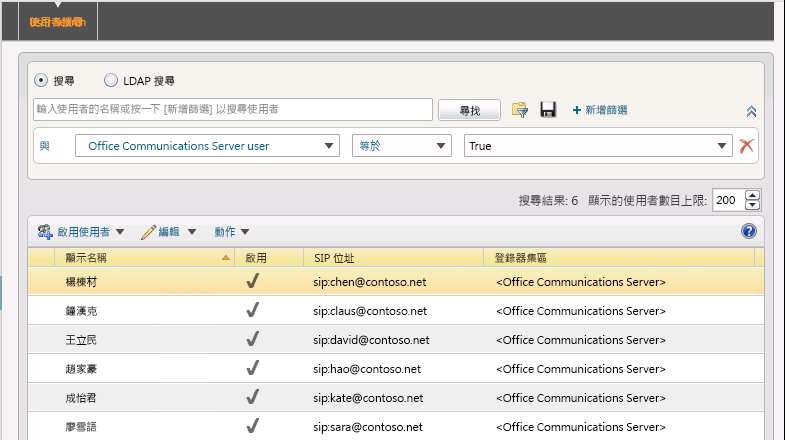 搜尋 LDAP 搜尋
輸入使用者的名稱或按一下 [新增篩選] 以搜尋使用者 尋找 新增篩選
與 Office Communications Server user 等於 True
搜尋結果: 6 顯示的使用者數目上限: 200
啟用使用者 編輯 動作
顯示名稱 啟用 SIP 位址 登錄器集區
楊棟材 sip:chen@contoso.net <Office Communications Server>
鐘漢克 sip:claus@contoso.net <Office Communications Server>
王立民 sip:david@contoso.net <Office Communications Server>
趙家豪 sip:hao@contoso.net <Office Communications Server>
成怡君 sip:kate@contoso.net <Office Communications Server>
廖雪語 sip:sara@contoso.net <Office Communications Server>